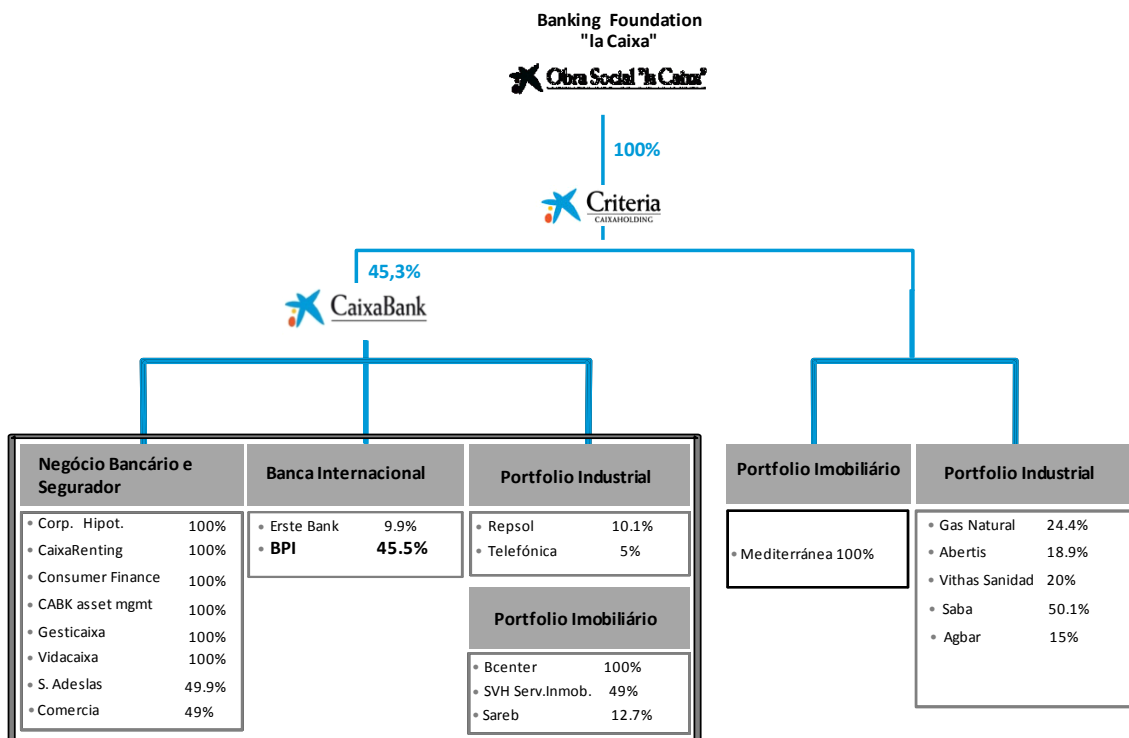 Banking Foundation
"la Caixa"
Obra Social "la Caixa"
100%
Criteria
CAIXAHOLDING
45,3%
CaixaBank
Negócio Bancário e
Segurador
• Corp. Hipot. 100%
• CaixaRenting 100%
• Consumer Finance 100%
• CABK asset mgmt 100%
• Gesticaixa 100%
• Vidacaixa 100%
• S. Adeslas 49.9%
• Comercia 49%
Banca Internacional
• Erste Bank 9.9%
• BPI 45.5%
Portfolio Industrial
• Repsol 10.1%
• Telefónica 5%
Portfolio Imobiliário
• Bcenter 100%
• SVH Serv.Inmob. 49%
• Sareb 12.7%
Portfolio Imobiliário
• Mediterránea 100%
Portfolio Industrial
• Gas Natural 24.4%
• Abertis 18.9%
• Vithas Sanidad 20%
• Saba 50.1%
• Agbar 15%